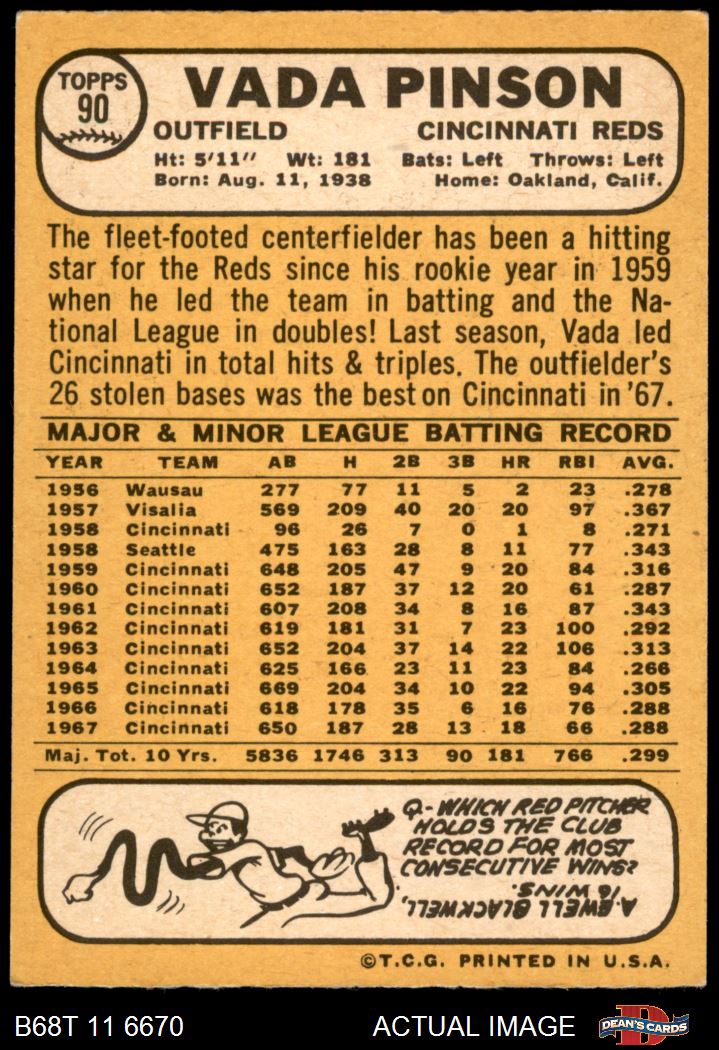 TOPPS
90
VADA PINSON
OUTFIELD CINCINNATI REDS
Ht: 5'11" Wt: 181 Bats: Left Throws: Left
Born: Aug. 11, 1938 Home: Oakland, Calif.
The fleet-footed centerfielder has been a hitting
star for the Reds since his rookie year in 1959
when he led the team in batting and the Na-
tional League in doubles! Last season, Vada led
Cincinnati in total hits & triples. The outfielder's
26 stolen bases was the best on Cincinnati in '67.
MAJOR & MINOR LEAGUE BATTING RECORD
YEAR TEAM AB H 2B 3B HR RBI AVG.
1956 Wausau 277 77 11 5 2 23 .278
1957 Visalia 569 209 40 20 20 97 .367
1958 Cincinnati 96 26 7 0 1 8 .271
1958 Seattle 475 163 28 8 11 77 .343
1959 Cincinnati 648 205 47 9 20 84 .316
1960 Cincinnati 652 187 37 12 20 61 .287
1961 Cincinnati 607 208 34 8 16 87 .343
1962 Cincinnati 619 181 31 7 23 100 .292
1963 Cincinnati 652 204 37 14 22 106 .313
1964 Cincinnati 625 166 23 11 23 84 .266
1965 Cincinnati 669 204 34 10 22 94 .305
1966 Cincinnati 618 178 35 6 16 76 .288
1967 Cincinnati 650 187 28 13 18 66 .288
Maj. Tot. 10 Yrs. 5836 1746 313 90 181 766 .299
Q- WHICH RED PITCHER
HOLDS THE CLUB
RECORD FOR MOST
CONSECUTIVE WINS?
A. EWELL BLACKWELL,
16 WINS.
©T.C.G. PRINTED IN U.S.A.
B68T 11 6670 ACTUAL IMAGE
D
DEAN'S CARDS